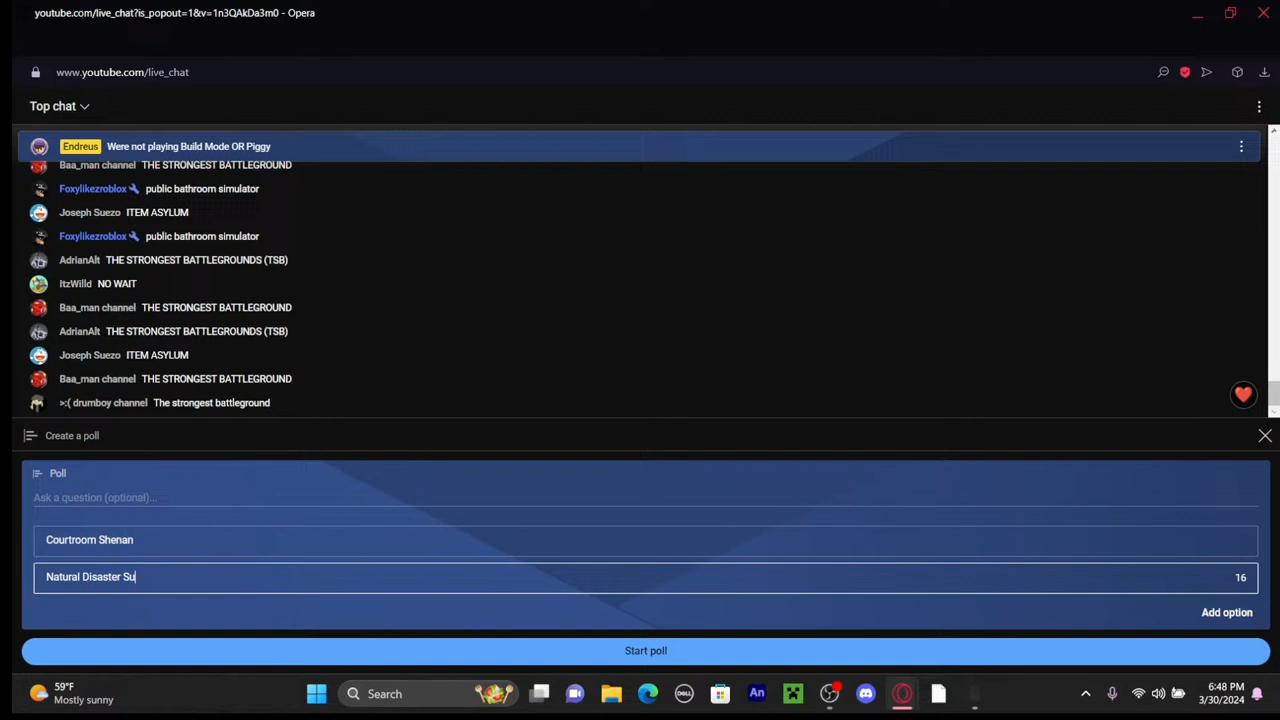 youtube.com/live_chat?is_popout=1&v=1n3QAkDa3m0 - Opera
www.youtube.com/live_chat
Top chat
Endreus Were not playing Build Mode OR Piggy
Baa_man channel THE STRONGEST BATTLEGROUND
Foxylikezroblox public bathroom simulator
Joseph Suezo ITEM ASYLUM
Foxylikezroblox public bathroom simulator
AdrianAlt THE STRONGEST BATTLEGROUNDS (TSB)
ItzWilld NO WAIT
Baa_man channel THE STRONGEST BATTLEGROUND
AdrianAlt THE STRONGEST BATTLEGROUNDS (TSB)
Joseph Suezo ITEM ASYLUM
Baa_man channel THE STRONGEST BATTLEGROUND
>:( drumboy channel The strongest battleground
Create a poll
Poll
Ask a question (optional)...
Courtroom Shenan
Natural Disaster Su 16
Add option
Start poll
59°F
Mostly sunny
Search
DELL
An
6:48 PM
3/30/2024